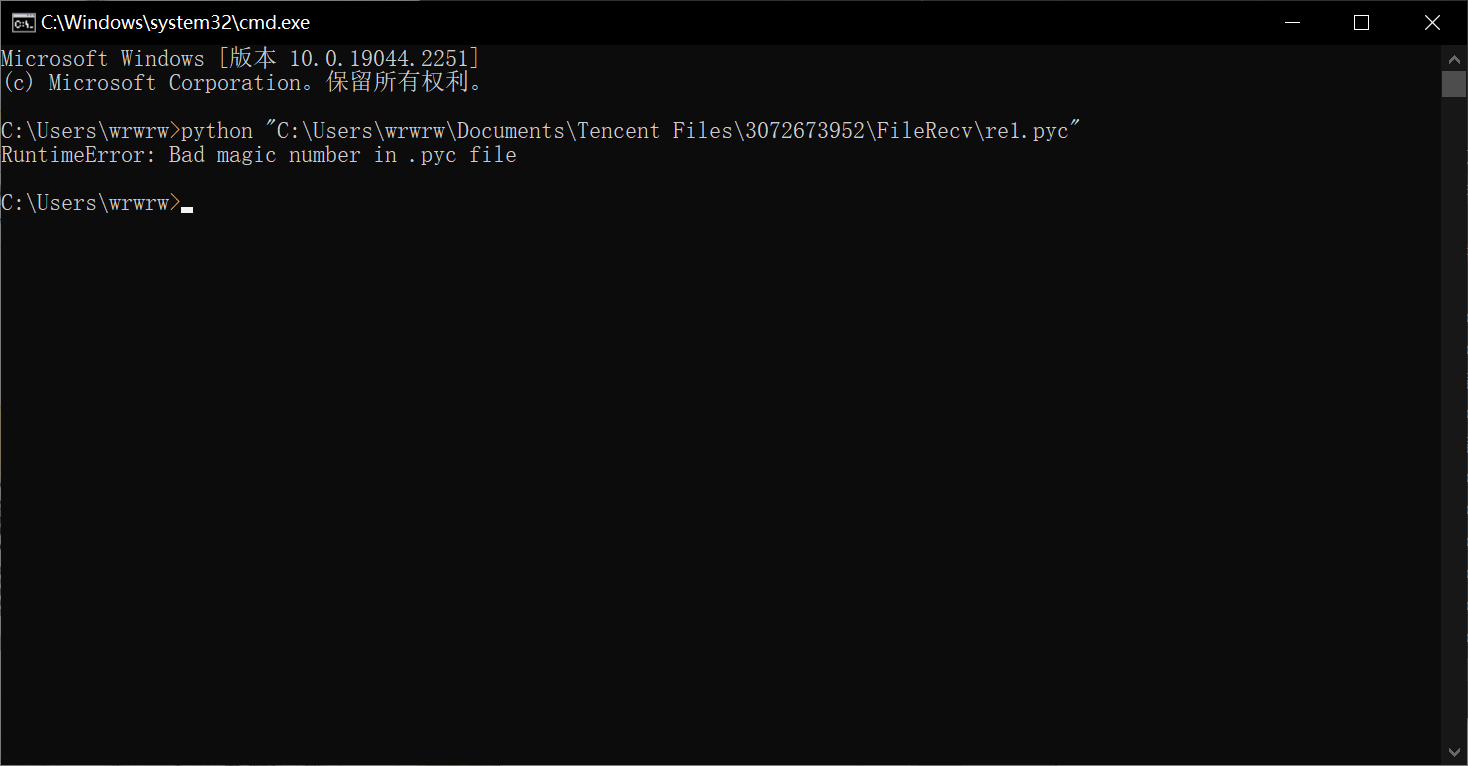 C:\Windows\system32\cmd.exe
Microsoft Windows [版本 10.0.19044.2251]
(c) Microsoft Corporation。保留所有权利。
C:\Users\wrwrw>python "C:\Users\wrwrw\Documents\Tencent Files\3072673952\FileRecv\re1.pyc"
RuntimeError: Bad magic number in .pyc file
C:\Users\wrwrw>